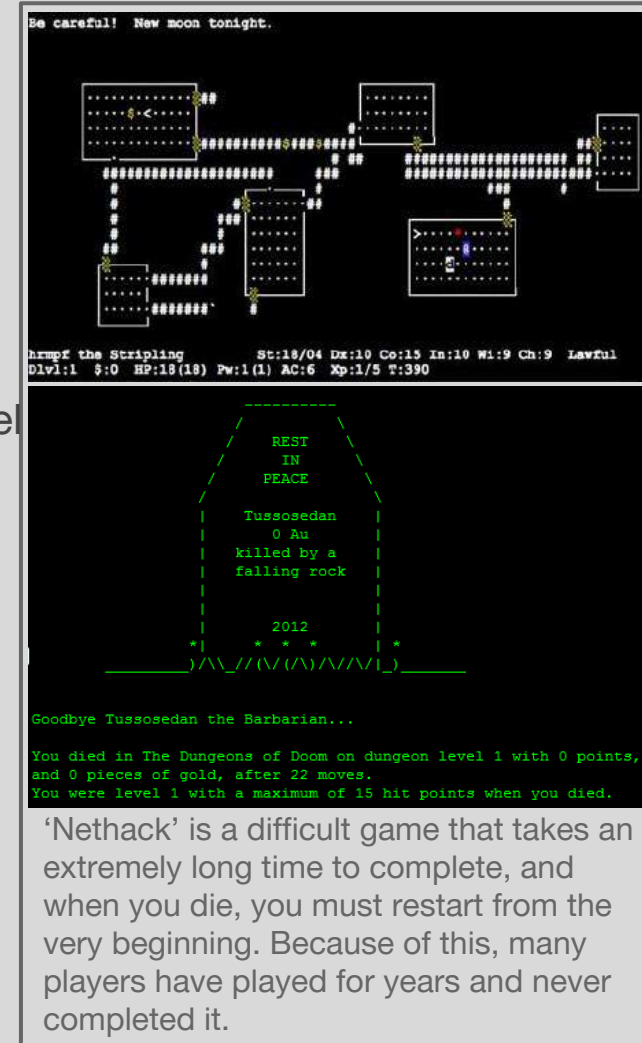 Be careful! New moon tonight.
hrmpf the Stripling St:18/04 Dx:10 Co:15 In:10 Wi:9 Ch:9 Lawful
Dlvl:1 $:0 HP:18(18) Pw:1(1) AC:6 Xp:1/5 T:390
el
REST
IN
PEACE
Tussosedan
0 Au
killed by a
falling rock
2012
Goodbye Tussosedan the Barbarian...
You died in The Dungeons of Doom on dungeon level 1 with 0 points,
and 0 pieces of gold, after 22 moves.
You were level 1 with a maximum of 15 hit points when you died.
‘Nethack’ is a difficult game that takes an
extremely long time to complete, and
when you die, you must restart from the
very beginning. Because of this, many
players have played for years and never
completed it.